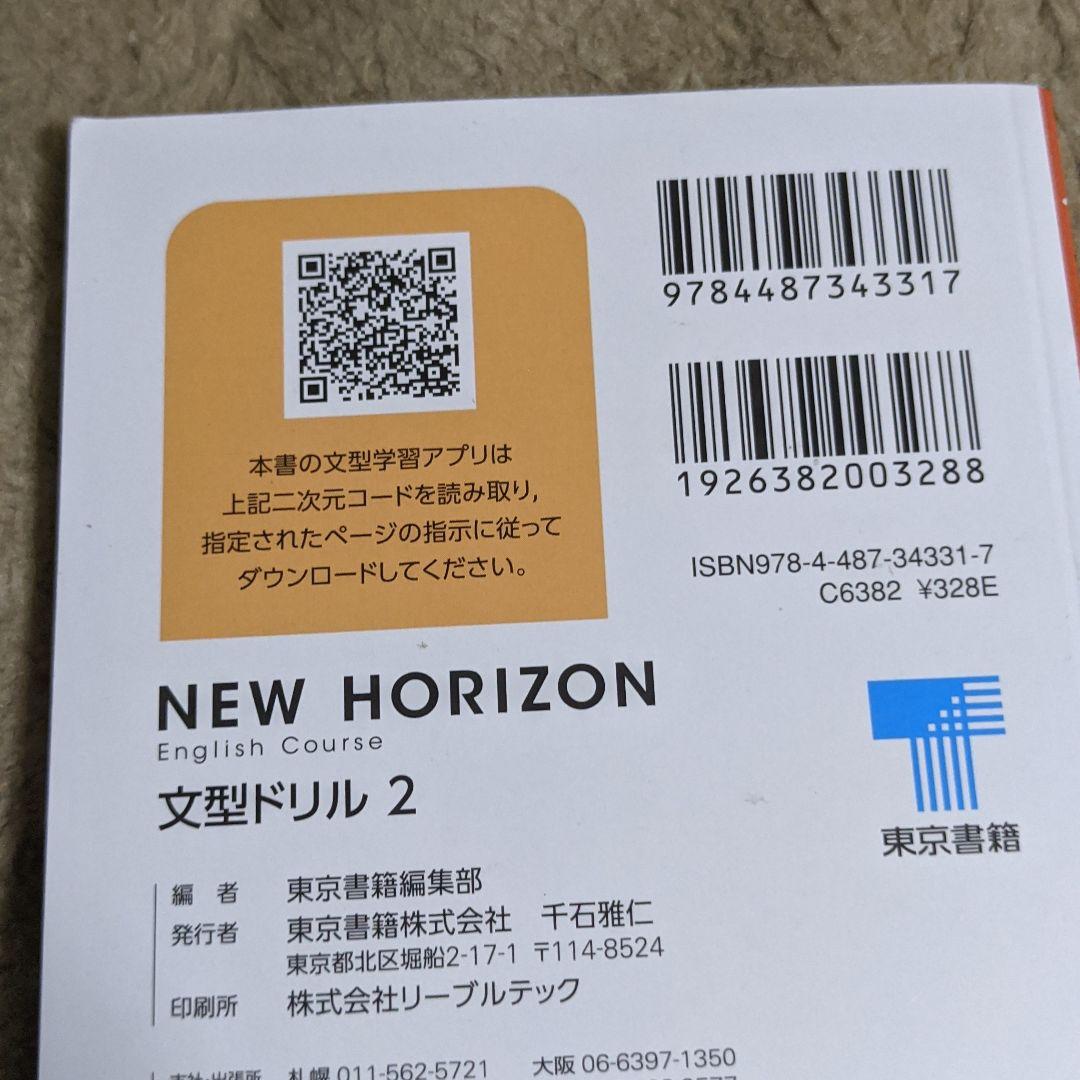 本書の文型学習アプリは
上記二次元コードを読み取り,
指定されたページの指示に従って
ダウンロードしてください。
9784487343317
1926382003288
ISBN978-4-487-34331-7
C6382 ¥328E
NEW HORIZON
English Course
文型ドリル 2
東京書籍
編 者 東京書籍編集部
発行者 東京書籍株式会社 千石雅仁
東京都北区堀船2-17-1 〒114-8524
印刷所 株式会社リーブルテック
支社・出張所 札幌 011-562-5721 大阪 06-6397-1350